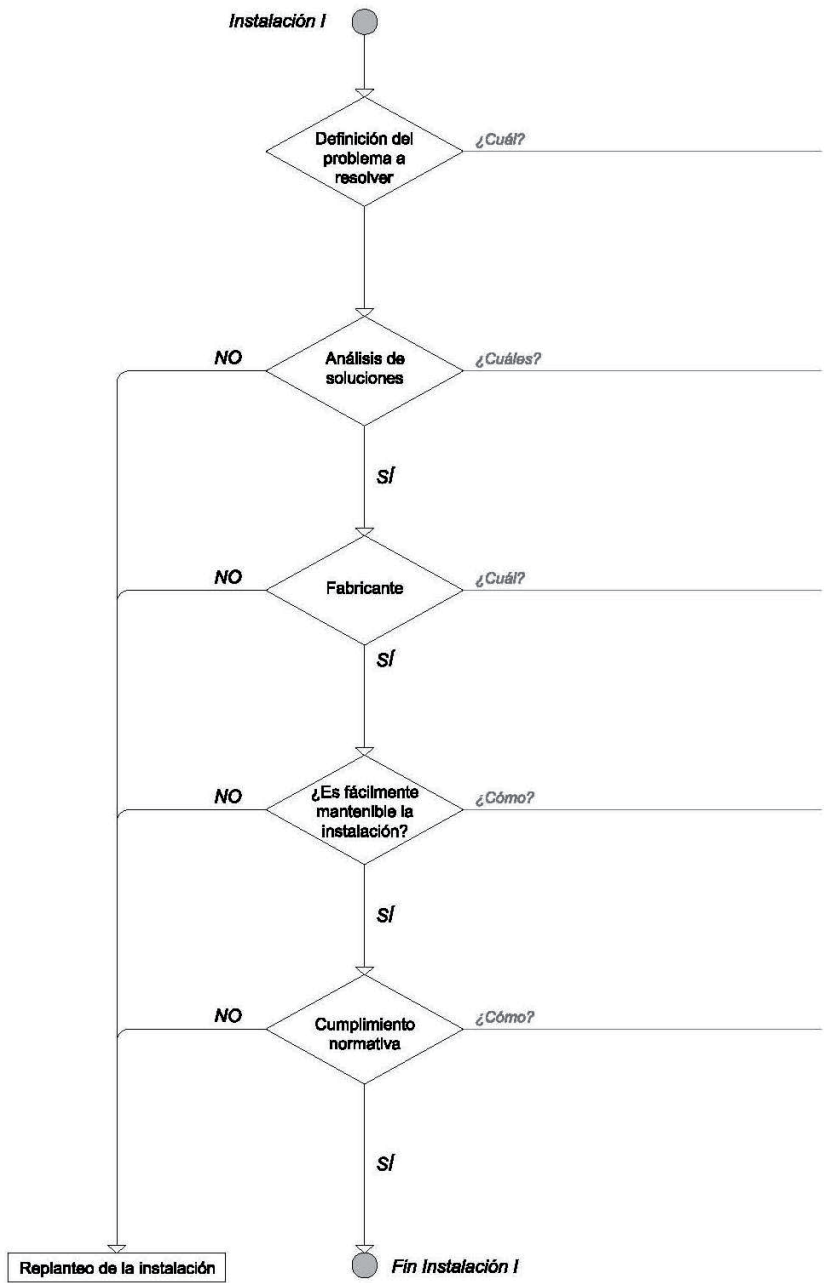 Instalación I
Definición del
problema a
resolver
¿Cuál?
NO
Análisis de
soluciones
¿Cuáles?
SÍ
NO
Fabricante
¿Cuál?
SÍ
NO
¿Es fácilmente
mantenible la
instalación?
¿Cómo?
SÍ
NO
Cumplimiento
normativa
¿Cómo?
SÍ
Replanteo de la instalación
Fin Instalación I